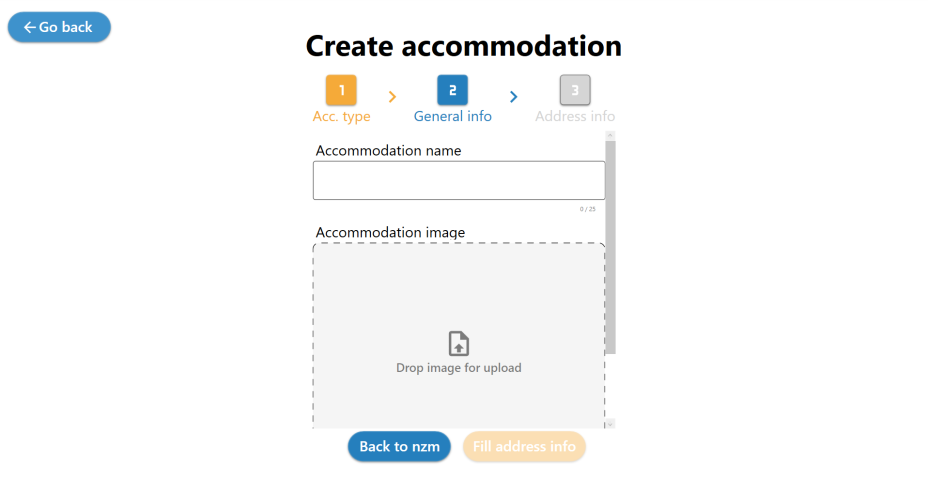 Go back
Create accommodation
1
2
3
Acc. type
General info
Address info
Accommodation name
0 / 25
Accommodation image
Drop image for upload
Back to nzm
Fill address info